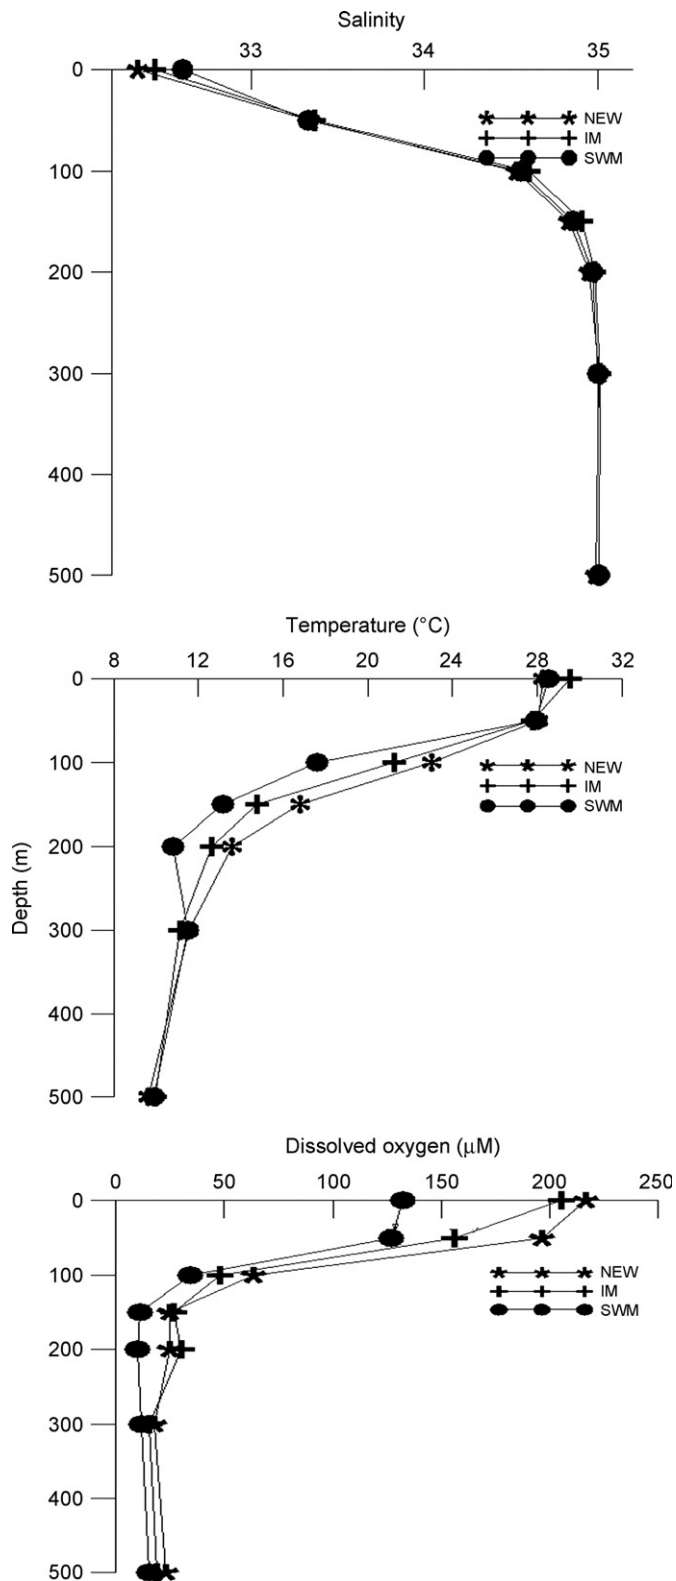 Salinity
33 34 35
0
NEW
IM
100
SWM
200
300
400
500
Temperature (°C)
8 12 16 20 24 28 32
0
100
NEW
IM
SWM
200
Depth (m)
300
400
500
Dissolved oxygen (µM)
0 50 100 150 200 250
0
100
NEW
IM
SWM
200
300
400
500